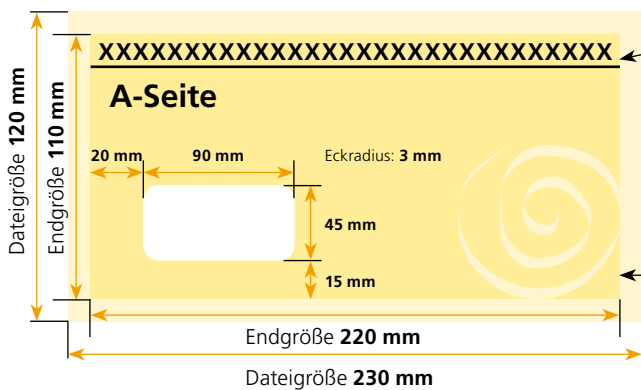 XXXXXXXXXXXXXXXXXXXXXXXXXXXXXX
A-Seite
20 mm
90 mm
Eckradius: 3 mm
45 mm
15 mm
Dateigröße 120 mm
Endgröße 110 mm
Endgröße 220 mm
Dateigröße 230 mm